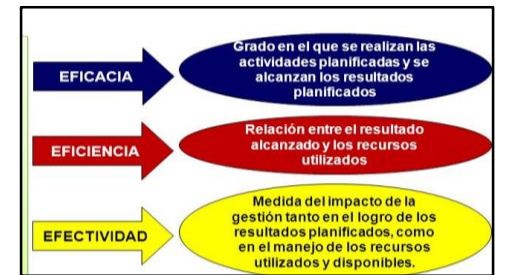 EFICACIA
Grado en el que se realizan las
actividades planificadas y se
alcanzan los resultados
planificados
EFICIENCIA
Relación entre el resultado
alcanzado y los recursos
utilizados
EFECTIVIDAD
Medida del impacto de la
gestión tanto en el logro de los
resultados planificados, como
en el manejo de los recursos
utilizados y disponibles.